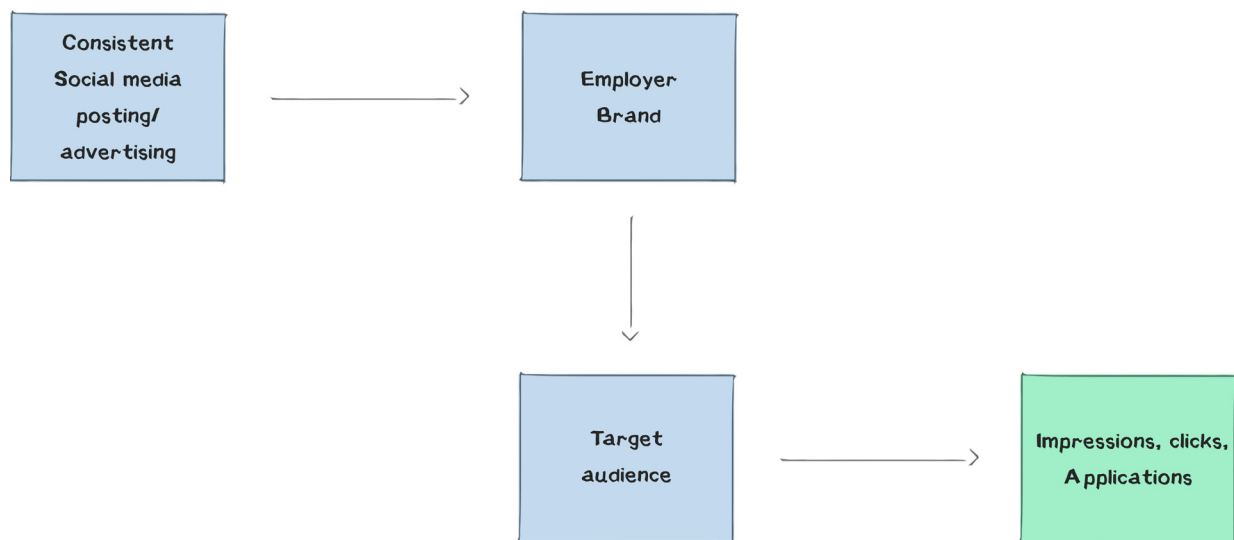 Consistent
Social media
posting/
advertising
Employer
Brand
Target
audience
Impressions, clicks,
Applications